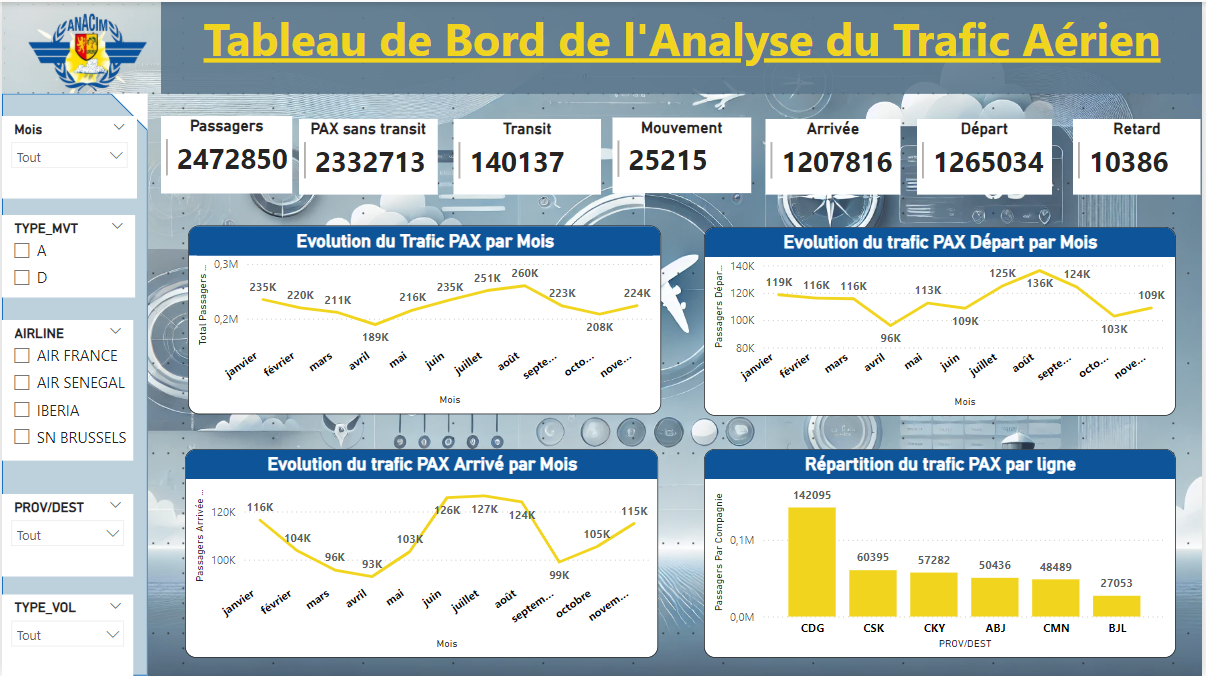 ANACIM
Tableau de Bord de l'Analyse du Trafic Aérien
Mois
Tout
TYPE_MVT
A
D
AIRLINE
AIR FRANCE
AIR SENEGAL
IBERIA
SN BRUSSELS
PROV/DEST
Tout
TYPE_VOL
Tout
Passagers
2472850
PAX sans transit
2332713
Transit
140137
Mouvement
25215
Arrivée
1207816
Départ
1265034
Retard
10386
Evolution du Trafic PAX par Mois
Total Passagers ...
0,3M
0,2M
235K 220K 211K 189K 216K 235K 251K 260K 223K 208K 224K
janvier février mars avril mai juin juillet août septe... octo... nove...
Mois
Evolution du trafic PAX Départ par Mois
Passagers Dépar...
140K
120K
100K
80K
119K 116K 116K 96K 113K 109K 125K 136K 124K 103K 109K
janvier février mars avril mai juin juillet août septe... octo... nove...
Mois
Evolution du trafic PAX Arrivé par Mois
Passagers Arrivée ...
120K
100K
116K 104K 96K 93K 103K 126K 127K 124K 99K 105K 115K
janvier février mars avril mai juin juillet août septem... octobre novem...
Mois
Répartition du trafic PAX par ligne
Passagers Par Compagnie
0,1M
0,0M
142095 60395 57282 50436 48489 27053
CDG CSK CKY ABJ CMN BJL
PROV/DEST